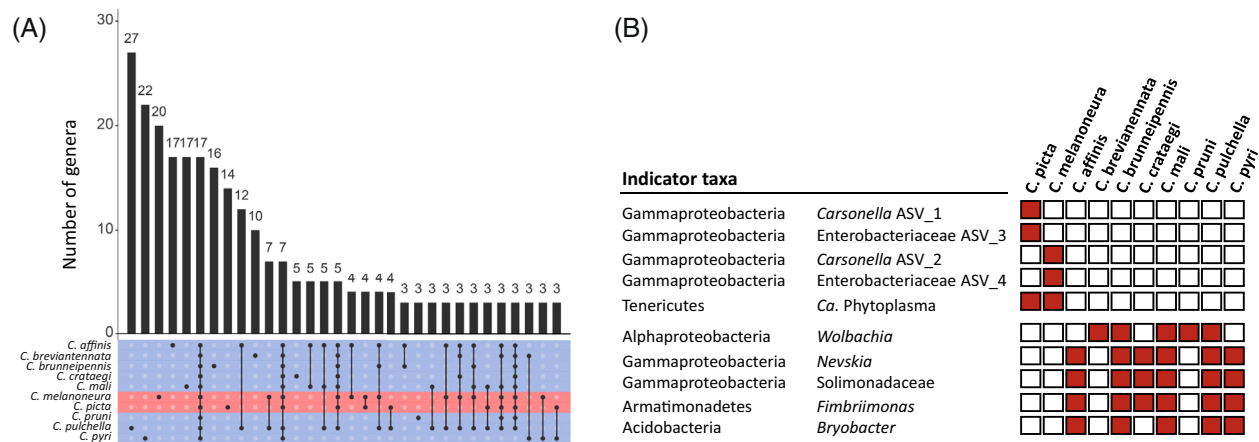 (A)
Number of genera
30
20
10
0
27
22
20
17 17 17
16
14
12
10
7 7
5 5 5 5
4 4 4 4
3 3 3 3 3 3 3 3 3 3 3 3
C. affinis
C. breviantennata
C. brunneipennis
C. crataegi
C. mali
C. melanoneura
C. picta
C. pruni
C. pulchella
C. pyri
(B)
C. picta
C. melanoneura
C. affinis
C. brevianennata
C. brunneipennis
C. crataegi
C. mali
C. pruni
C. pulchella
C. pyri
Indicator taxa
Gammaproteobacteria Carsonella ASV_1
Gammaproteobacteria Enterobacteriaceae ASV_3
Gammaproteobacteria Carsonella ASV_2
Gammaproteobacteria Enterobacteriaceae ASV_4
Tenericutes Ca. Phytoplasma
Alphaproteobacteria Wolbachia
Gammaproteobacteria Nevskia
Gammaproteobacteria Solimonadaceae
Armatimonadetes Fimbriimonas
Acidobacteria Bryobacter